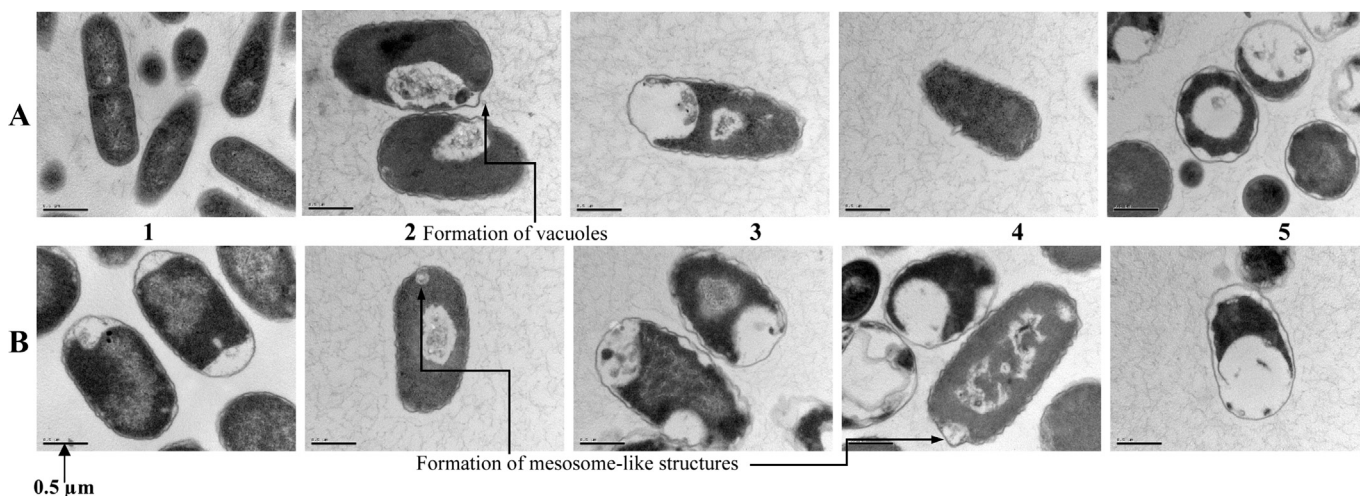 A
1
2 Formation of vacuoles
3
4
5
B
Formation of mesosome-like structures
0.5 µm